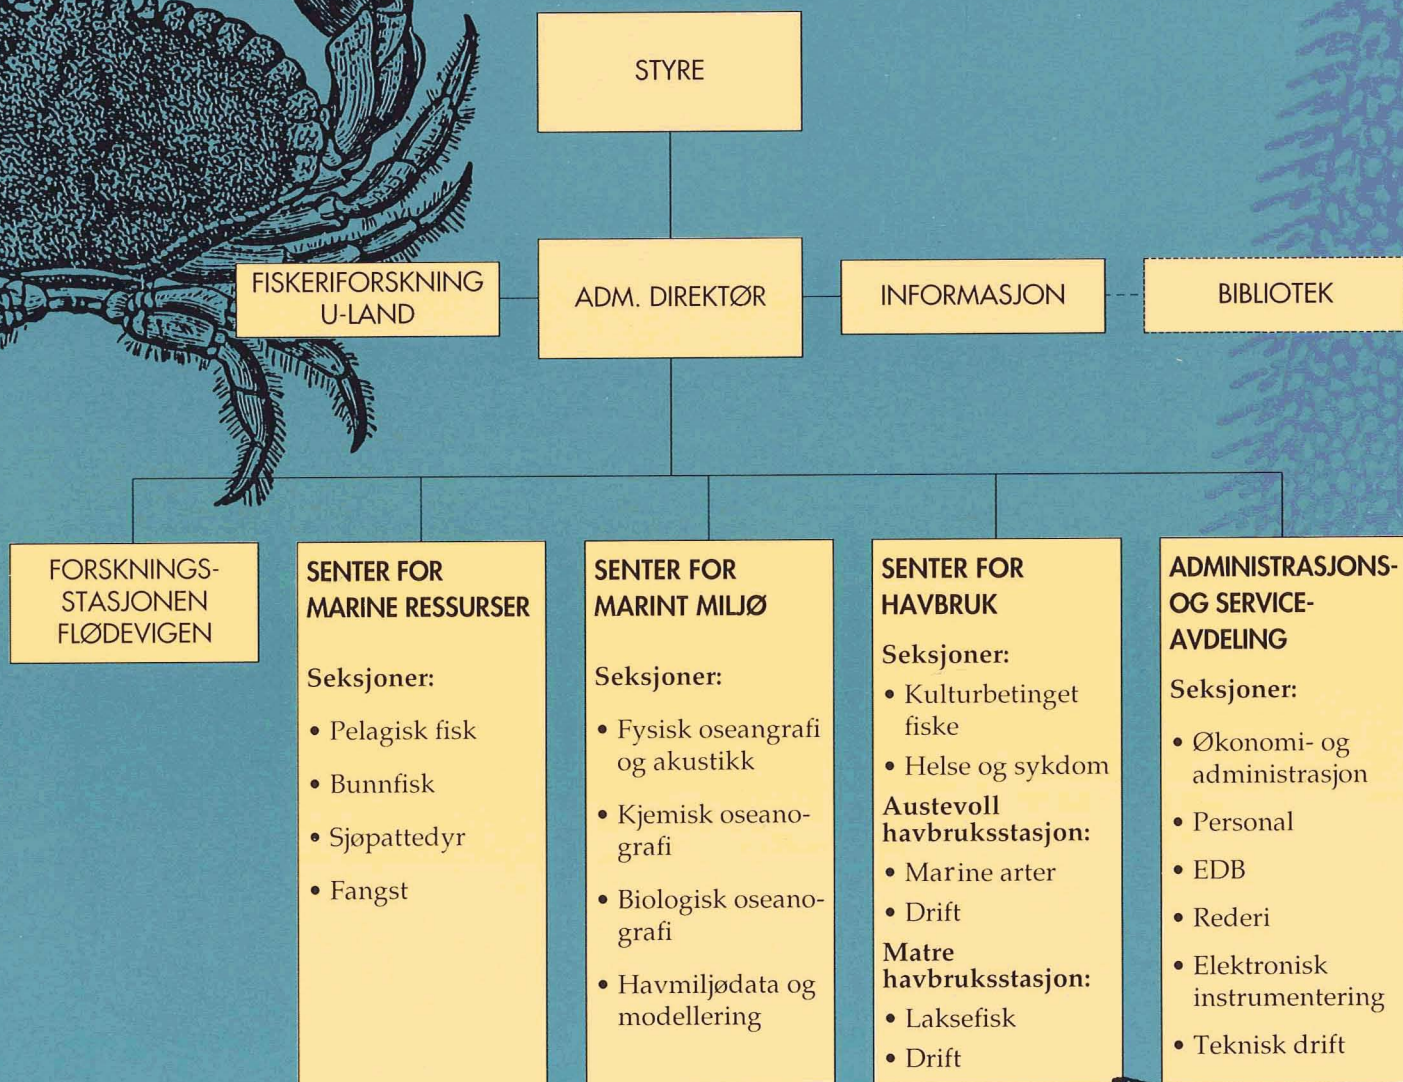 STYRE
FISKERIFORSKNING
U-LAND
ADM. DIREKTØR
INFORMASJON
BIBLIOTEK
FORSKNINGS-
STASJONEN
FLØDEVIGEN
SENTER FOR
MARINE RESSURSER
Seksjoner:
• Pelagisk fisk
• Bunnfisk
• Sjøpattedyr
• Fangst
SENTER FOR
MARINT MILJØ
Seksjoner:
• Fysisk oseangrafi
og akustikk
• Kjemisk oseano-
grafi
• Biologisk oseano-
grafi
• Havmiljødata og
modellering
SENTER FOR
HAVBRUK
Seksjoner:
• Kulturbetinget
fiske
• Helse og sykdom
Austevoll
havbruksstasjon:
• Marine arter
• Drift
Matre
havbruksstasjon:
• Laksefisk
• Drift
ADMINISTRASJONS-
OG SERVICE-
AVDELING
Seksjoner:
• Økonomi- og
administrasjon
• Personal
• EDB
• Rederi
• Elektronisk
instrumentering
• Teknisk drift